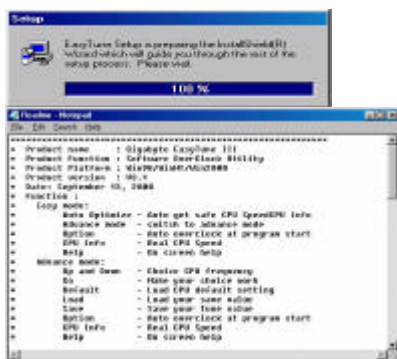 Setup
EasyTune Setup is preparing the InstallShield(R)
Wizard which will guide you through the rest of the
setup process. Please wait.
100 %
Readme - Notepad
File Edit Search Help
* Product name : Gigabyte EasyTune III
* Product Function : Software OverClock Utility
* Product Platform : Win98/WinME/Win2000
* Product version :
* Date: September 2000
* Function :
* Easy mode:
* Auto Optimize - Auto get safe CPU Speed
* Advance mode - switch to advance mode
* Option - Auto overclock at program start
* CPU Info - Real CPU Speed
* Help - On screen help
* Advance mode:
* Up and Down - Choice CPU frequency
* Go - Make your choice work
* Default - Load CPU default setting
* Load - Load your save value
* Save - Save your tune value
* Option - Auto overclock at program start
* CPU Info - Real CPU Speed
* Help - On screen help